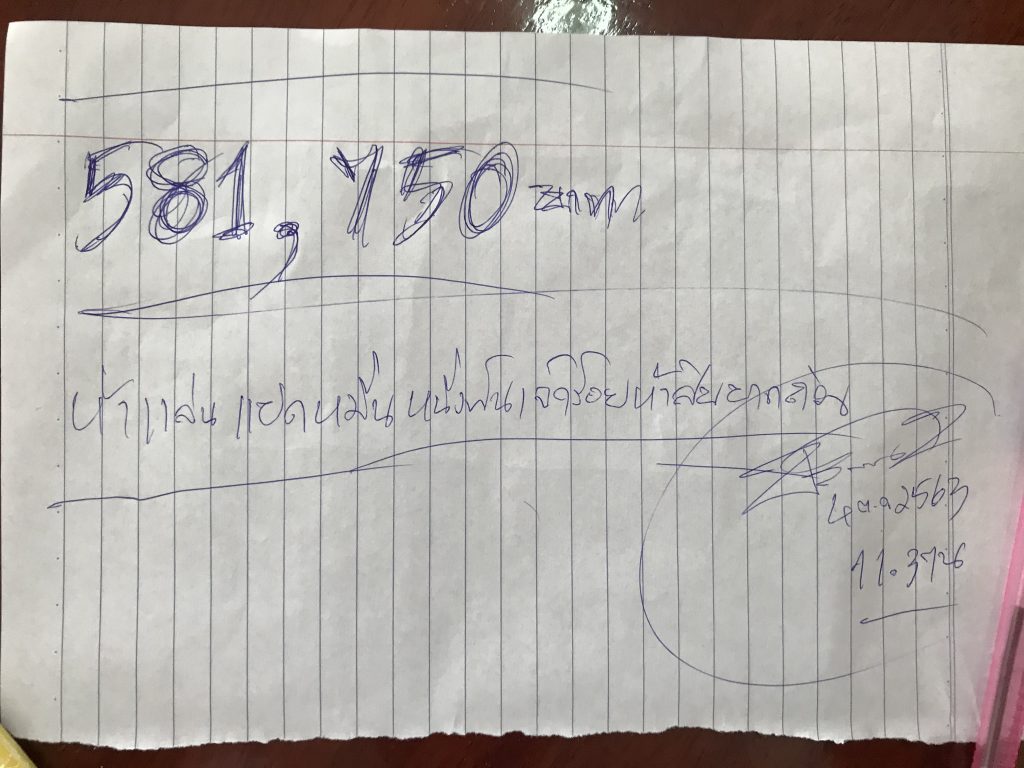 581,750 บาท
ห้าแสนแปดหมื่นหนึ่งพันเจ็ดร้อยห้าสิบบาทถ้วน
4 ต.ค. 2563
11.37 น